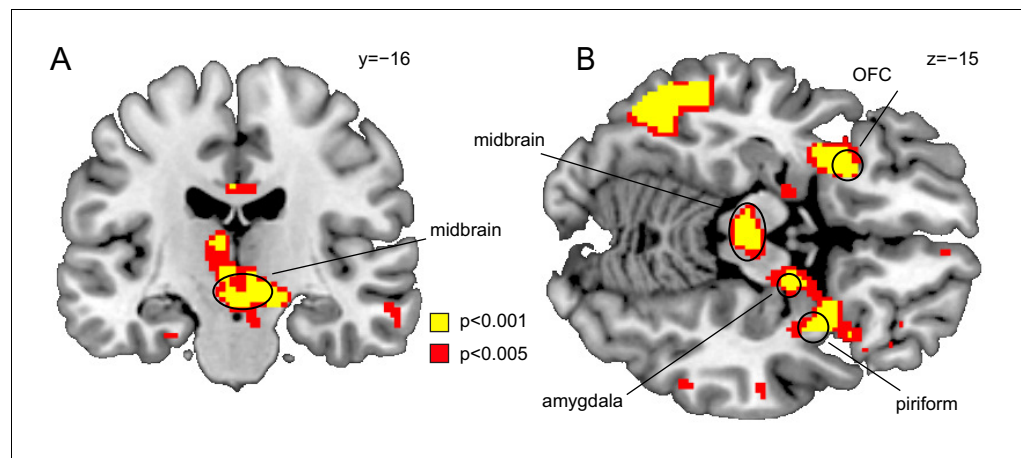 A
y=−16
midbrain
p<0.001
p<0.005
B
z=−15
OFC
midbrain
amygdala
piriform